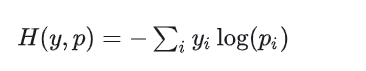 H(y, p) = − ∑ᵢ yᵢ log(pᵢ)